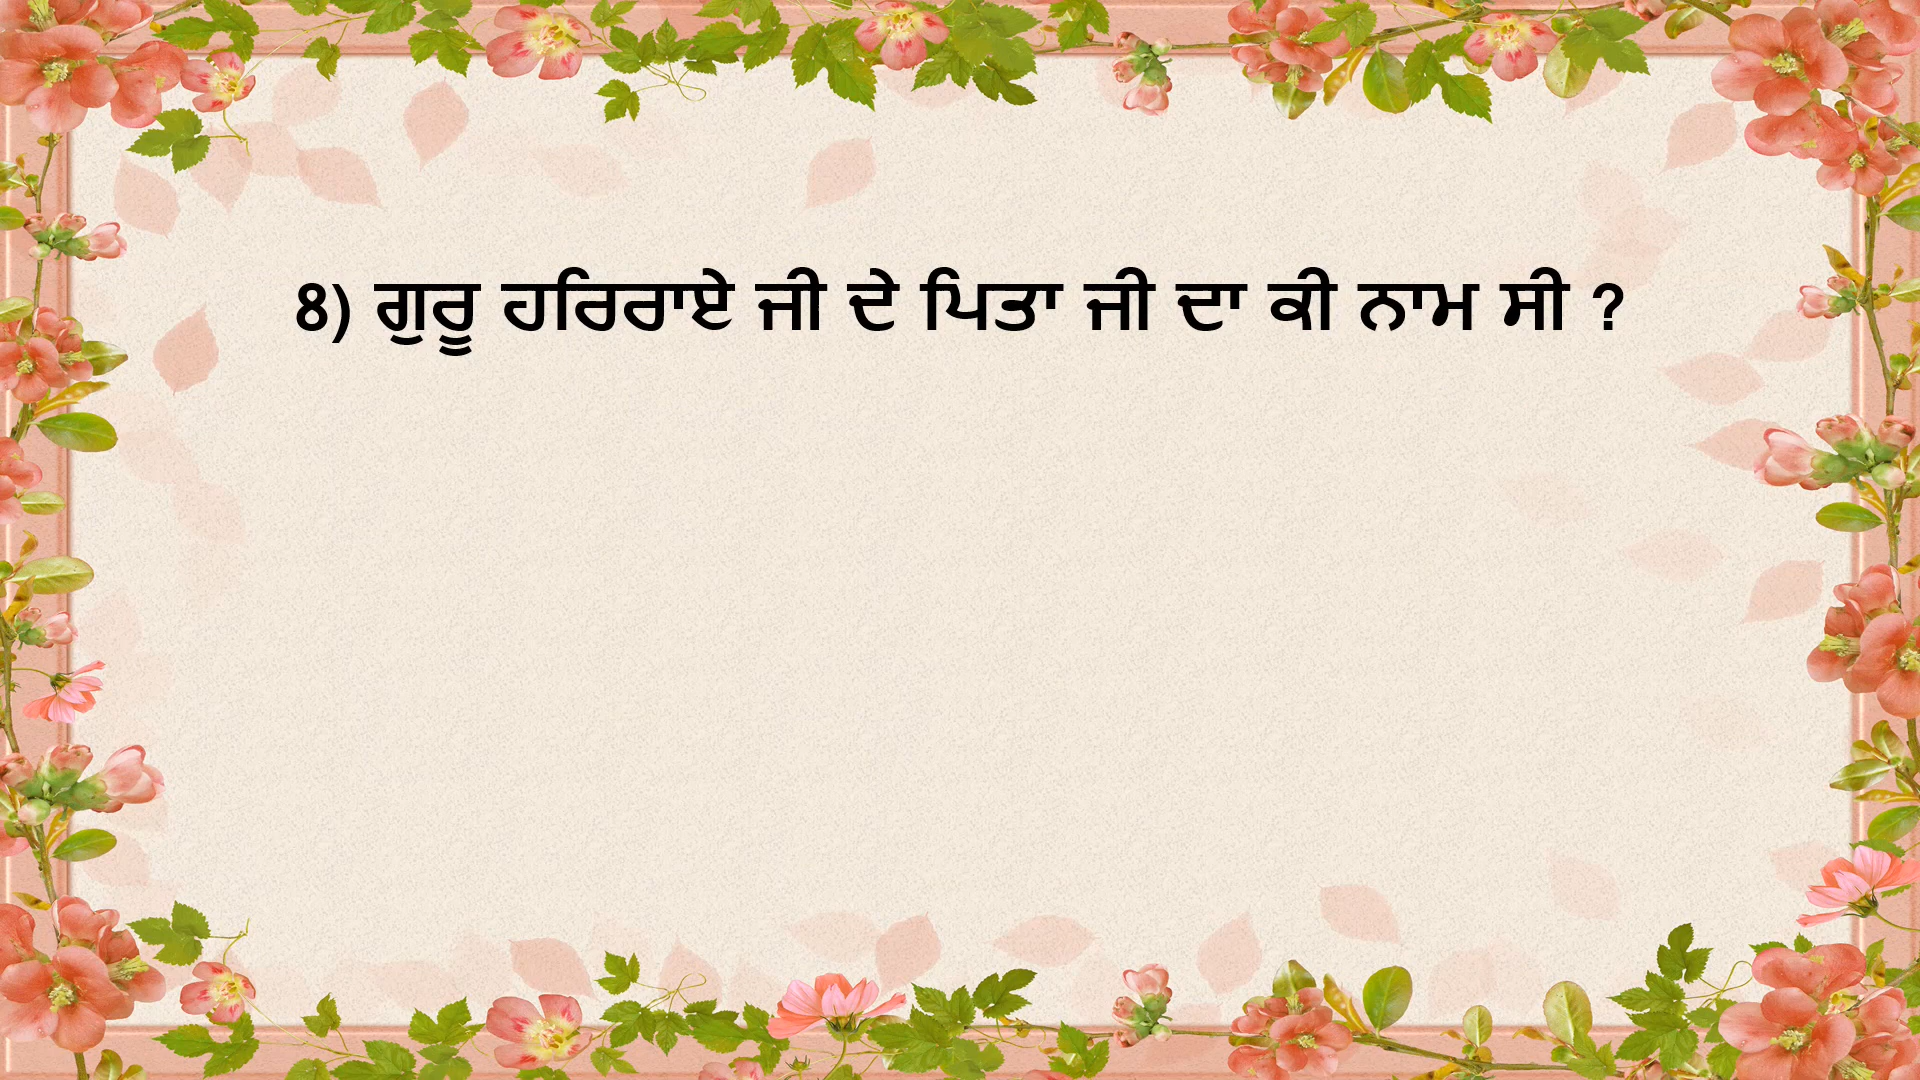 8) ਗੁਰੂ ਹਰਿਰਾਏ ਜੀ ਦੇ ਪਿਤਾ ਜੀ ਦਾ ਕੀ ਨਾਮ ਸੀ ?